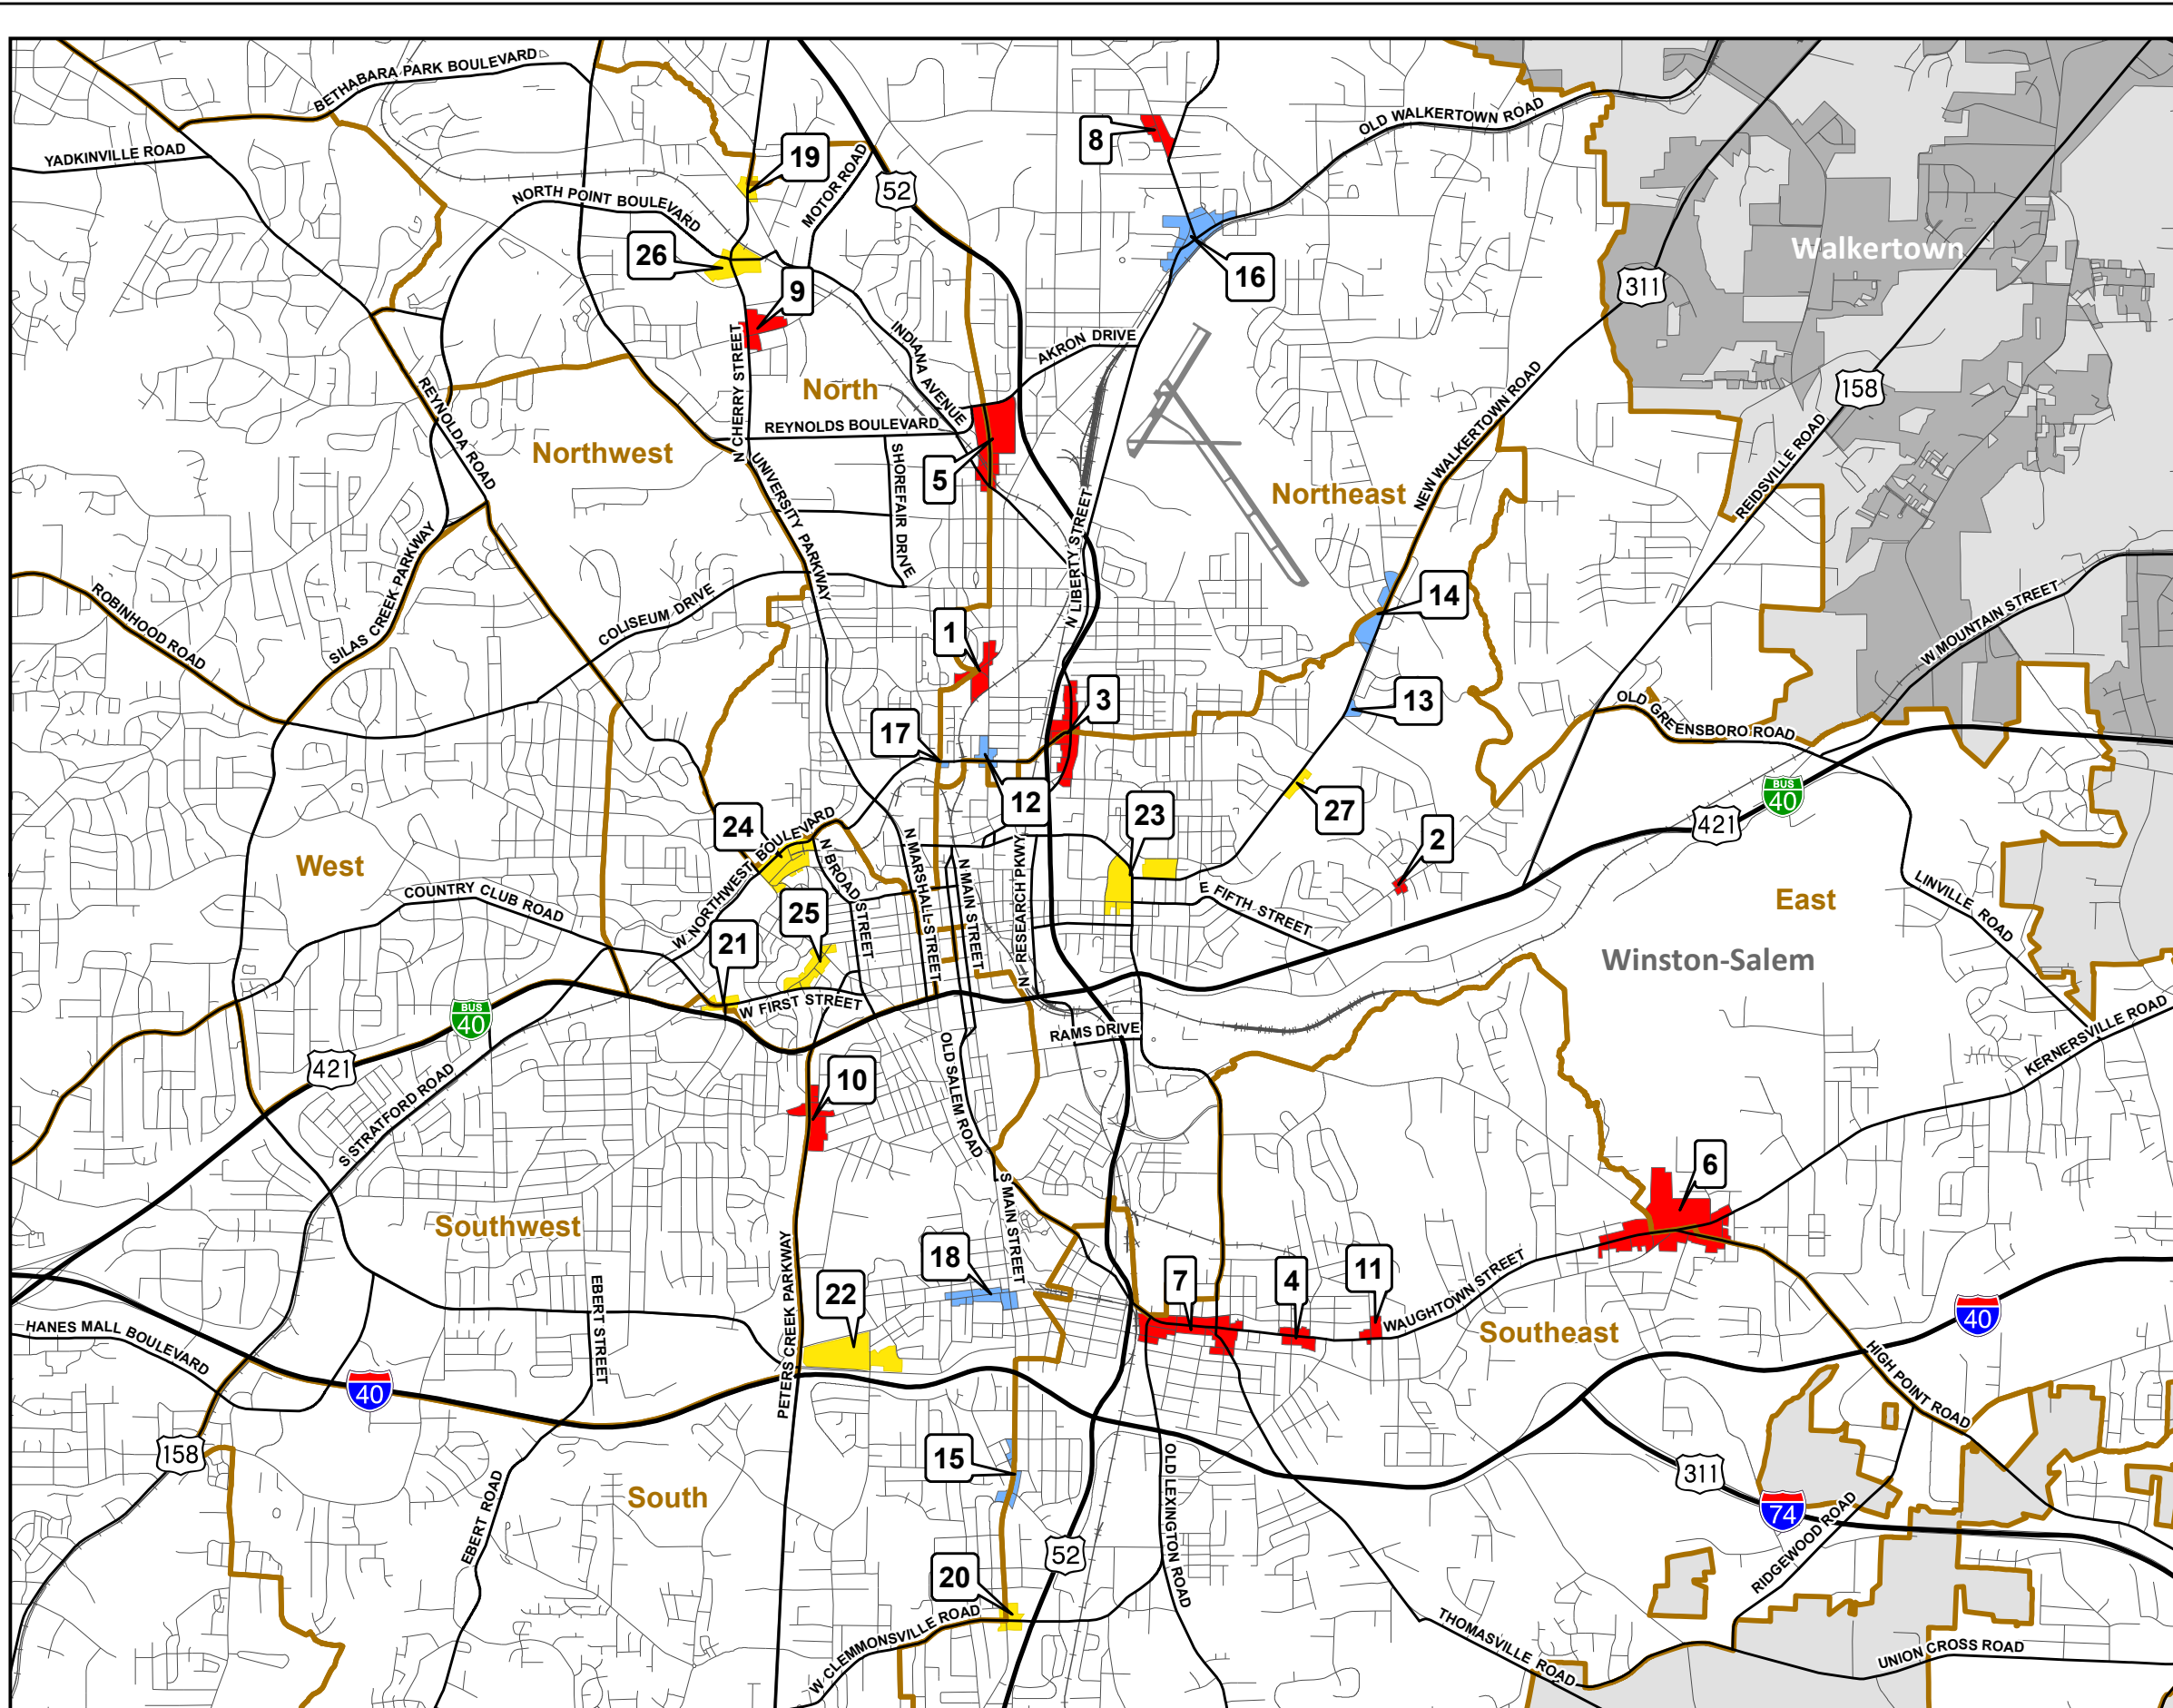 BETHABARA PARK BOULEVARD
YADKINVILLE ROAD
NORTH POINT BOULEVARD
19
MOTOR ROAD
52
8
OLD WALKERTOWN ROAD
26
9
16
311
Walkertown
158
N CHERRY STREET
INDIANA AVENUE
AKRON DRIVE
North
REYNOLDS BOULEVARD
REYNOLDA ROAD
Northwest
SHOREFAIR DRIVE
5
UNIVERSITY PARKWAY
Northeast
NEW WALKERTOWN ROAD
REIDSVILLE ROAD
N LIBERTY STREET
ROBINHOOD ROAD
SILAS CREEK PARKWAY
COLISEUM DRIVE
1
14
W MOUNTAIN STREET
3
13
17
OLD GREENSBORO ROAD
12
27
BUS
40
421
24
23
2
West
COUNTRY CLUB ROAD
W NORTHWEST BOULEVARD
N BROAD STREET
N MARSHALL STREET
N MAIN STREET
N RESEARCH PKWY
E FIFTH STREET
East
LINVILLE ROAD
25
21
Winston-Salem
W FIRST STREET
BUS
40
421
RAMS DRIVE
KERNERSVILLE ROAD
S STRATFORD ROAD
OLD SALEM ROAD
10
6
Southwest
S MAIN STREET
PETERS CREEK PARKWAY
18
7
4
11
WAUGHTOWN STREET
Southeast
22
EBERT STREET
HANES MALL BOULEVARD
40
40
HIGH POINT ROAD
158
15
311
74
South
EBERT ROAD
OLD LEXINGTON ROAD
RIDGEWOOD ROAD
52
20
W CLEMMONSVILLE ROAD
THOMASVILLE ROAD
UNION CROSS ROAD